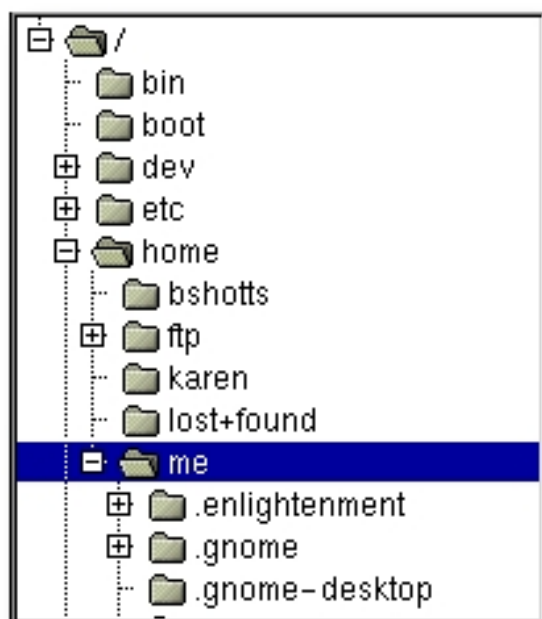 /
bin
boot
dev
etc
home
bshotts
ftp
karen
lost+found
me
.enlightenment
.gnome
.gnome-desktop